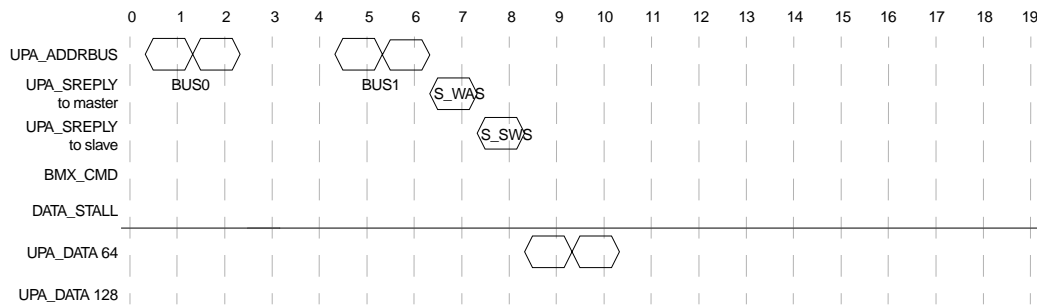 0 1 2 3 4 5 6 7 8 9 10 11 12 13 14 15 16 17 18 19
UPA_ADDRBUS
BUS0 BUS1
UPA_SREPLY
to master
S_WAS
UPA_SREPLY
to slave
S_SWS
BMX_CMD
DATA_STALL
UPA_DATA 64
UPA_DATA 128